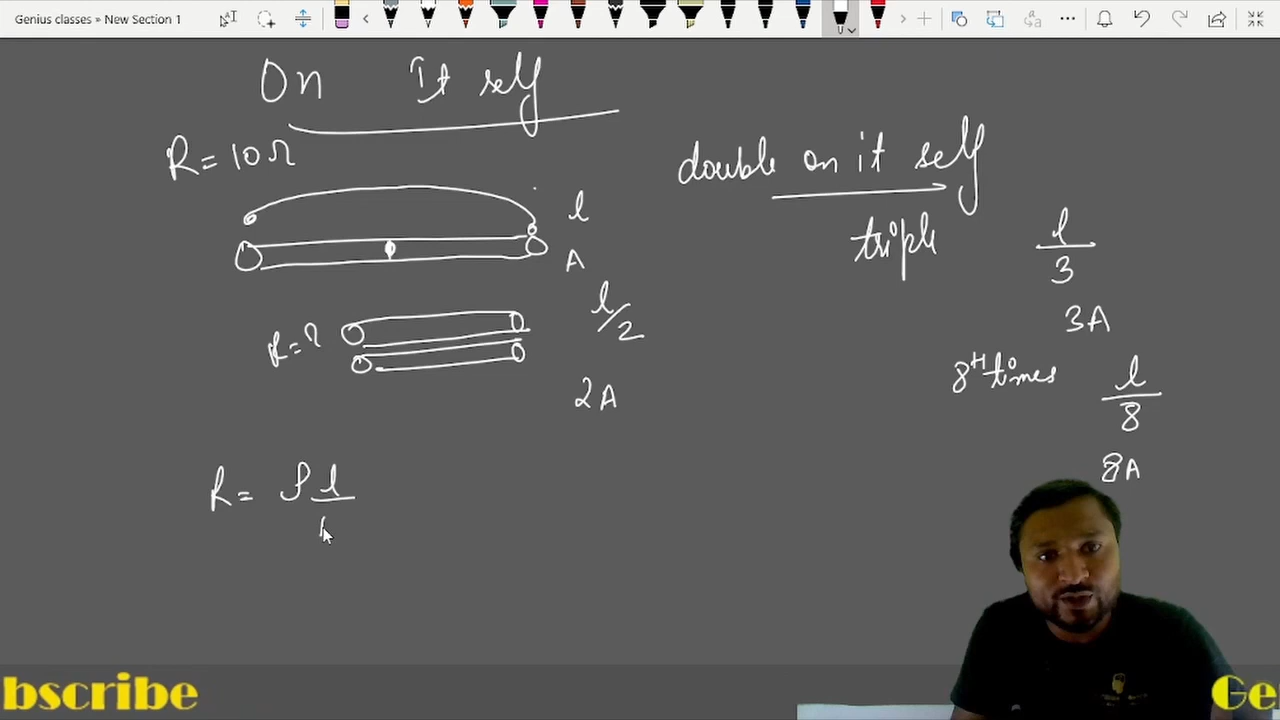 Genius classes » New Section 1
On It self
R = 10Ω
l
A
R = ?
l/2
2A
R = ρ l
double on it self
triple
l/3
3A
8th times
l/8
8A
bscribe
Ge